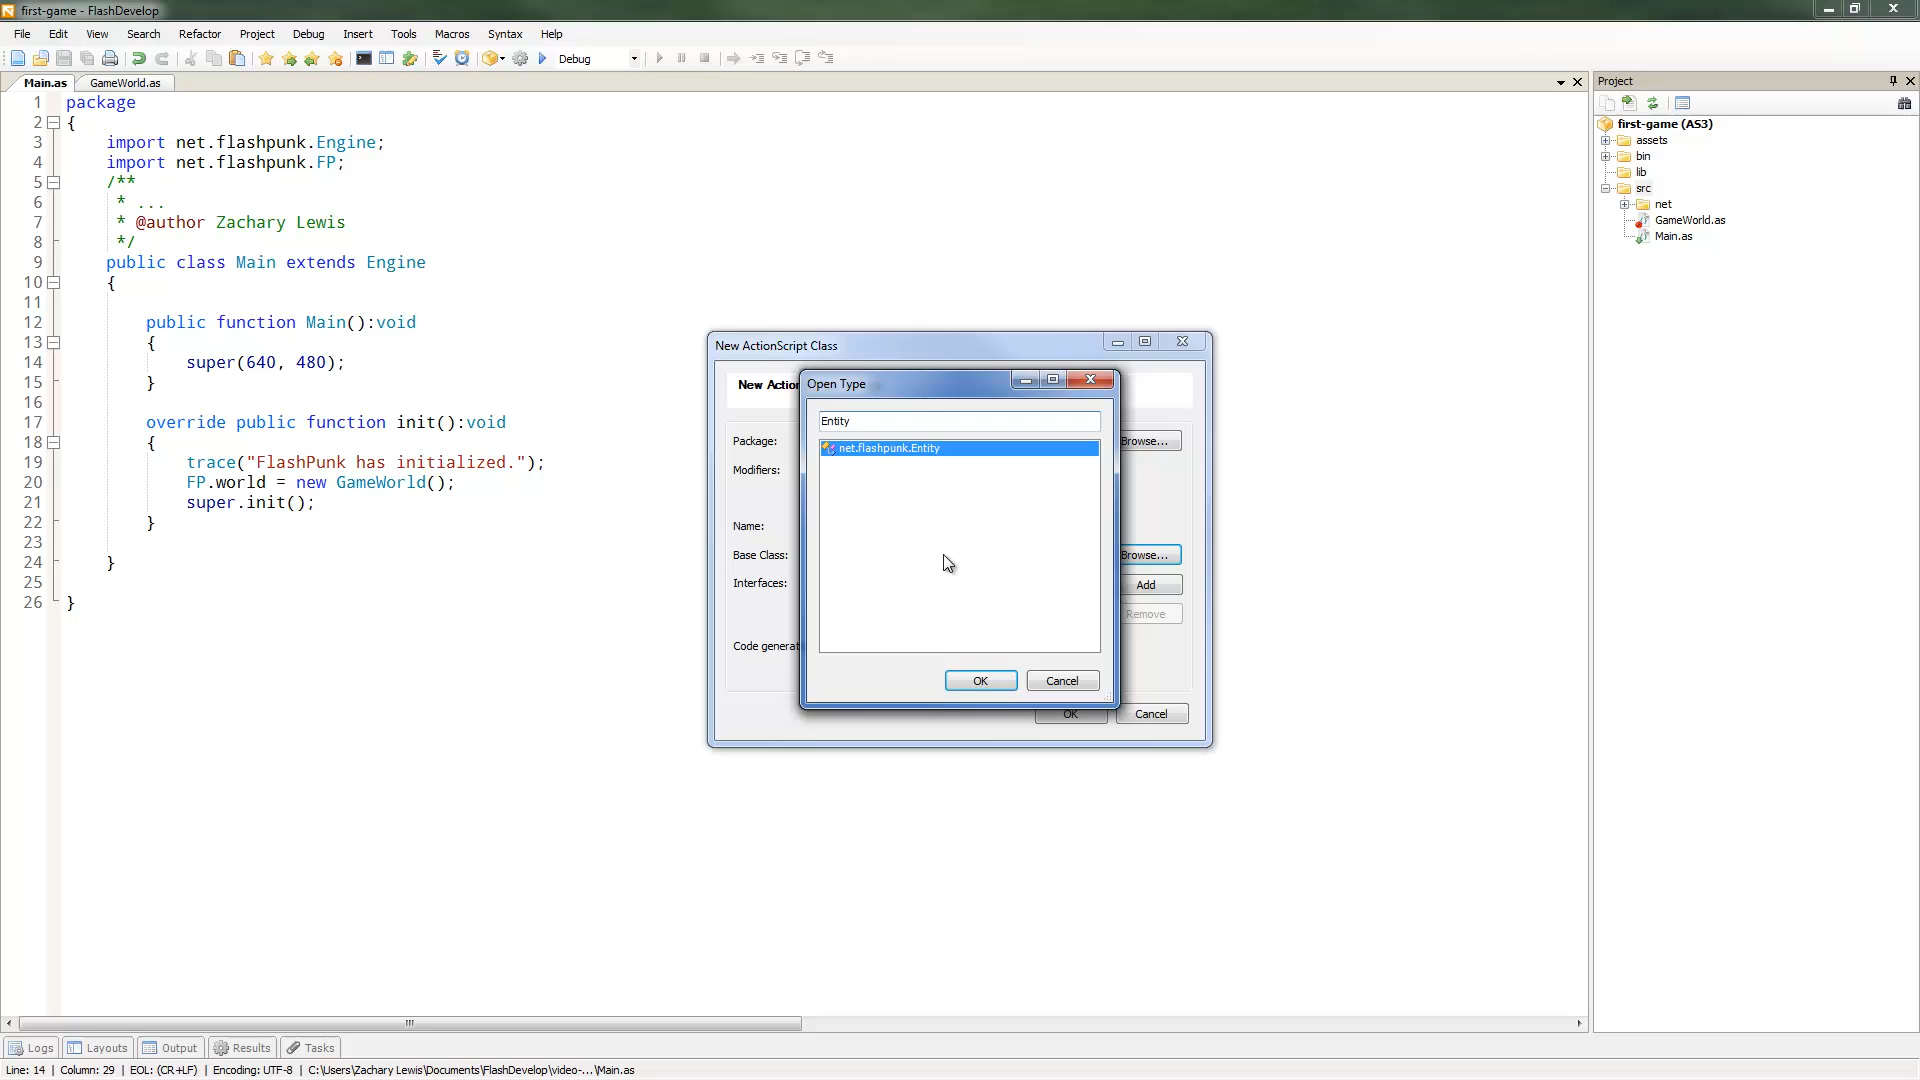 first-game - FlashDevelop
File Edit View Search Refactor Project Debug Insert Tools Macros Syntax Help
Debug
Main.as GameWorld.as
1 package
2 {
3 import net.flashpunk.Engine;
4 import net.flashpunk.FP;
5 /**
6 * ...
7 * @author Zachary Lewis
8 */
9 public class Main extends Engine
10 {
11
12 public function Main():void
13 {
14 super(640, 480);
15 }
16
17 override public function init():void
18 {
19 trace("FlashPunk has initialized.");
20 FP.world = new GameWorld();
21 super.init();
22 }
23
24 }
25
26 }
New ActionScript Class
New Action
Package: Browse...
Modifiers:
Name:
Base Class: Browse...
Interfaces: Add
Remove
Code generat
OK Cancel
Open Type
Entity
net.flashpunk.Entity
OK Cancel
Project
first-game (AS3)
assets
bin
lib
src
net
GameWorld.as
Main.as
Logs Layouts Output Results Tasks
Line: 14 | Column: 29 | EOL: (CR+LF) | Encoding: UTF-8 | C:\Users\Zachary Lewis\Documents\FlashDevelop\video-...\Main.as